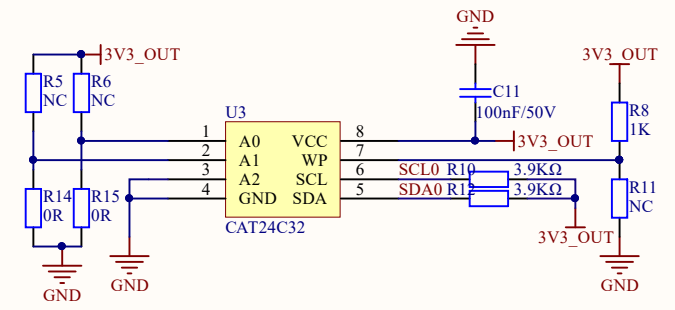 GND
3V3_OUT
3V3_OUT
R5
NC
R6
NC
C11
100nF/50V
R8
1K
U3
1
A0
VCC
8
3V3_OUT
2
A1
WP
7
3
A2
SCL
6
SCL0
R10
3.9KΩ
4
GND
SDA
5
SDA0
R12
3.9KΩ
R14
0R
R15
0R
R11
NC
CAT24C32
3V3_OUT
GND
GND
GND